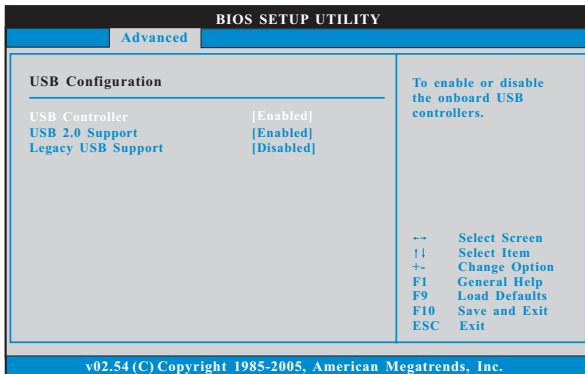 BIOS SETUP UTILITY
Advanced
USB Configuration
USB Controller [Enabled]
USB 2.0 Support [Enabled]
Legacy USB Support [Disabled]
To enable or disable
the onboard USB
controllers.
←→ Select Screen
↑↓ Select Item
+- Change Option
F1 General Help
F9 Load Defaults
F10 Save and Exit
ESC Exit
v02.54 (C) Copyright 1985-2005, American Megatrends, Inc.